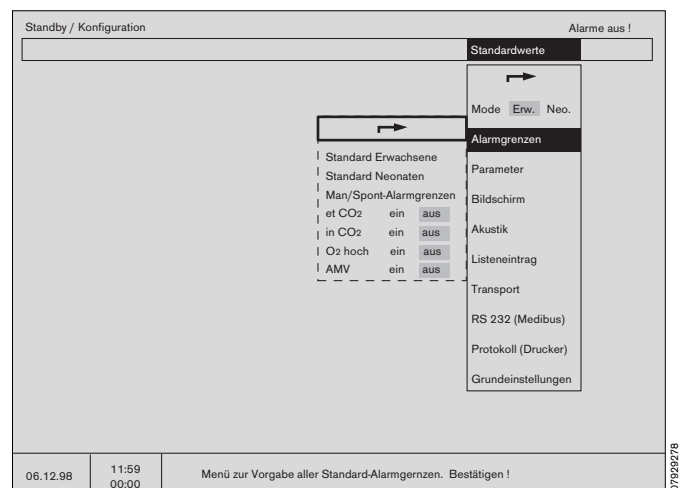 Standby / Konfiguration Alarme aus !
Standardwerte
Mode Erw. Neo.
Alarmgrenzen
Parameter
Bildschirm
Akustik
Listeneintrag
Transport
RS 232 (Medibus)
Protokoll (Drucker)
Grundeinstellungen
Standard Erwachsene
Standard Neonaten
Man/Spont-Alarmgrenzen
et CO2 ein aus
in CO2 ein aus
O2 hoch ein aus
AMV ein aus
06.12.98
11:59
00:00
Menü zur Vorgabe aller Standard-Alarmgernzen. Bestätigen !
07929278